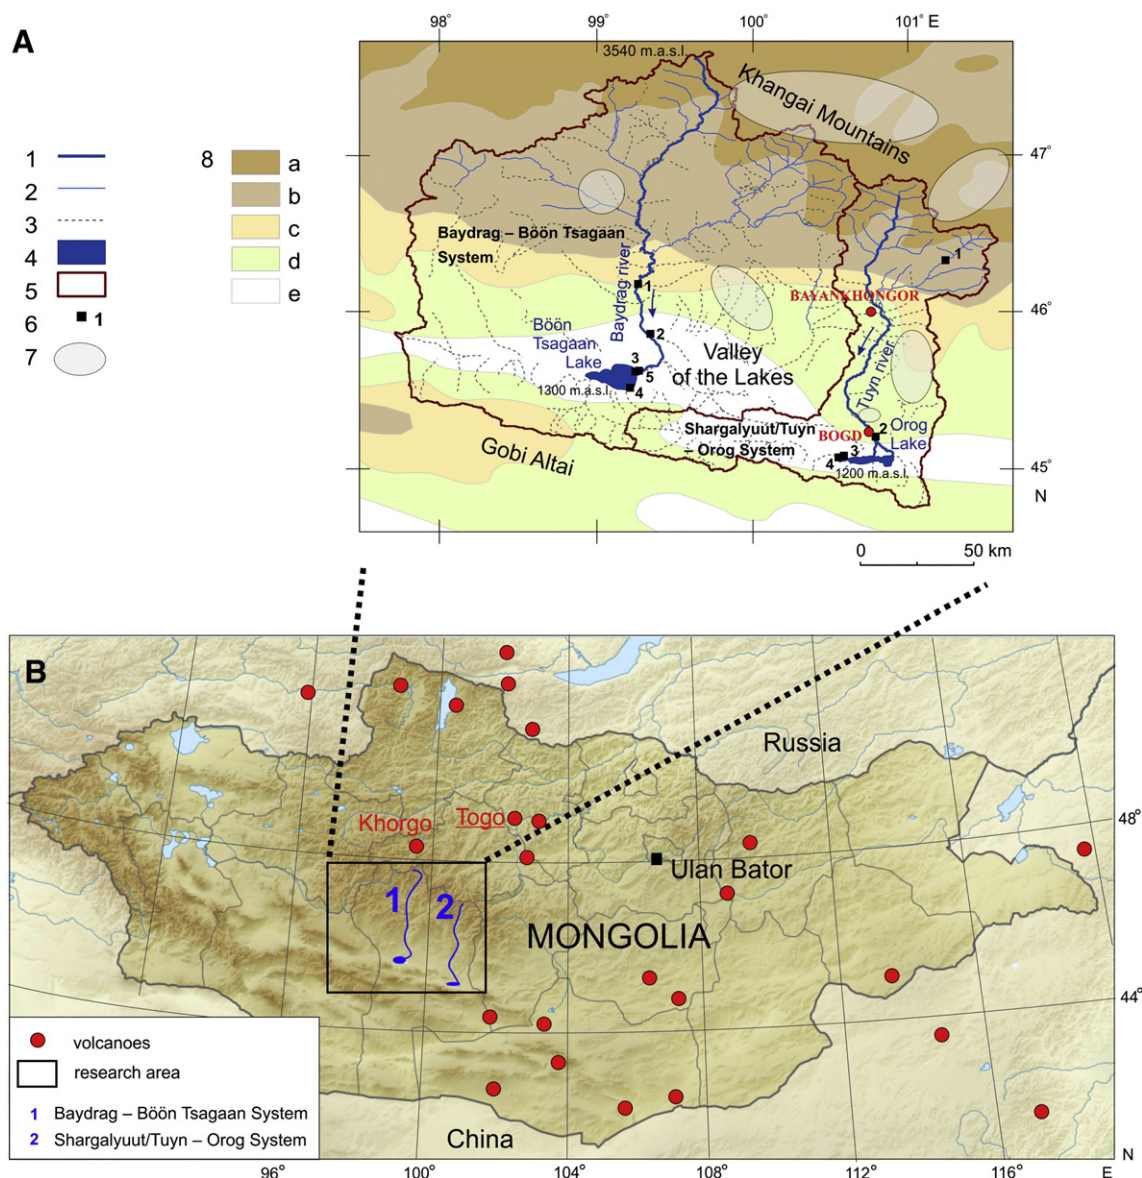 A
98°
99°
100°
101° E
3540 m.a.s.l.
Khangai Mountains
47°
1
2
3
4
5
6
1
7
8
a
b
c
d
e
Baydrag – Böön Tsagaan
System
Baydrag river
1
1
BAYANKHONGOR
46°
2
Böön
Tsagaan
Lake
Valley
of the Lakes
Tuyn river
3
5
4
1300 m.a.s.l.
Shargalyuut/Tuyn
– Orog System
BOGD
2
Orog
Lake
3
4
1200 m.a.s.l.
Gobi Altai
45°
N
0
50 km
B
Russia
Khorgo
Togo
48°
Ulan Bator
1
2
MONGOLIA
44°
volcanoes
research area
1 Baydrag – Böön Tsagaan System
2 Shargalyuut/Tuyn – Orog System
China
N
96°
100°
104°
108°
112°
116°
E